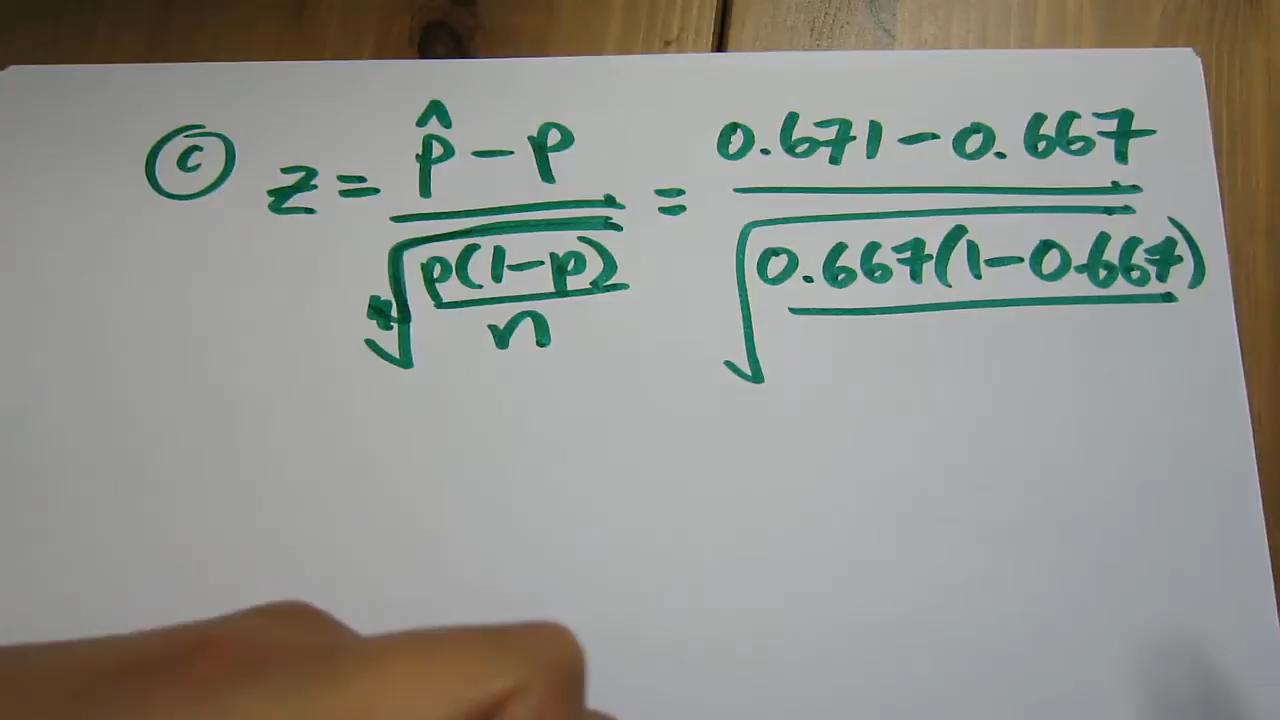 ⓒ z = p̂ - p / √(p(1-p) / n) = 0.671 - 0.667 / √(0.667(1-0.667) / )